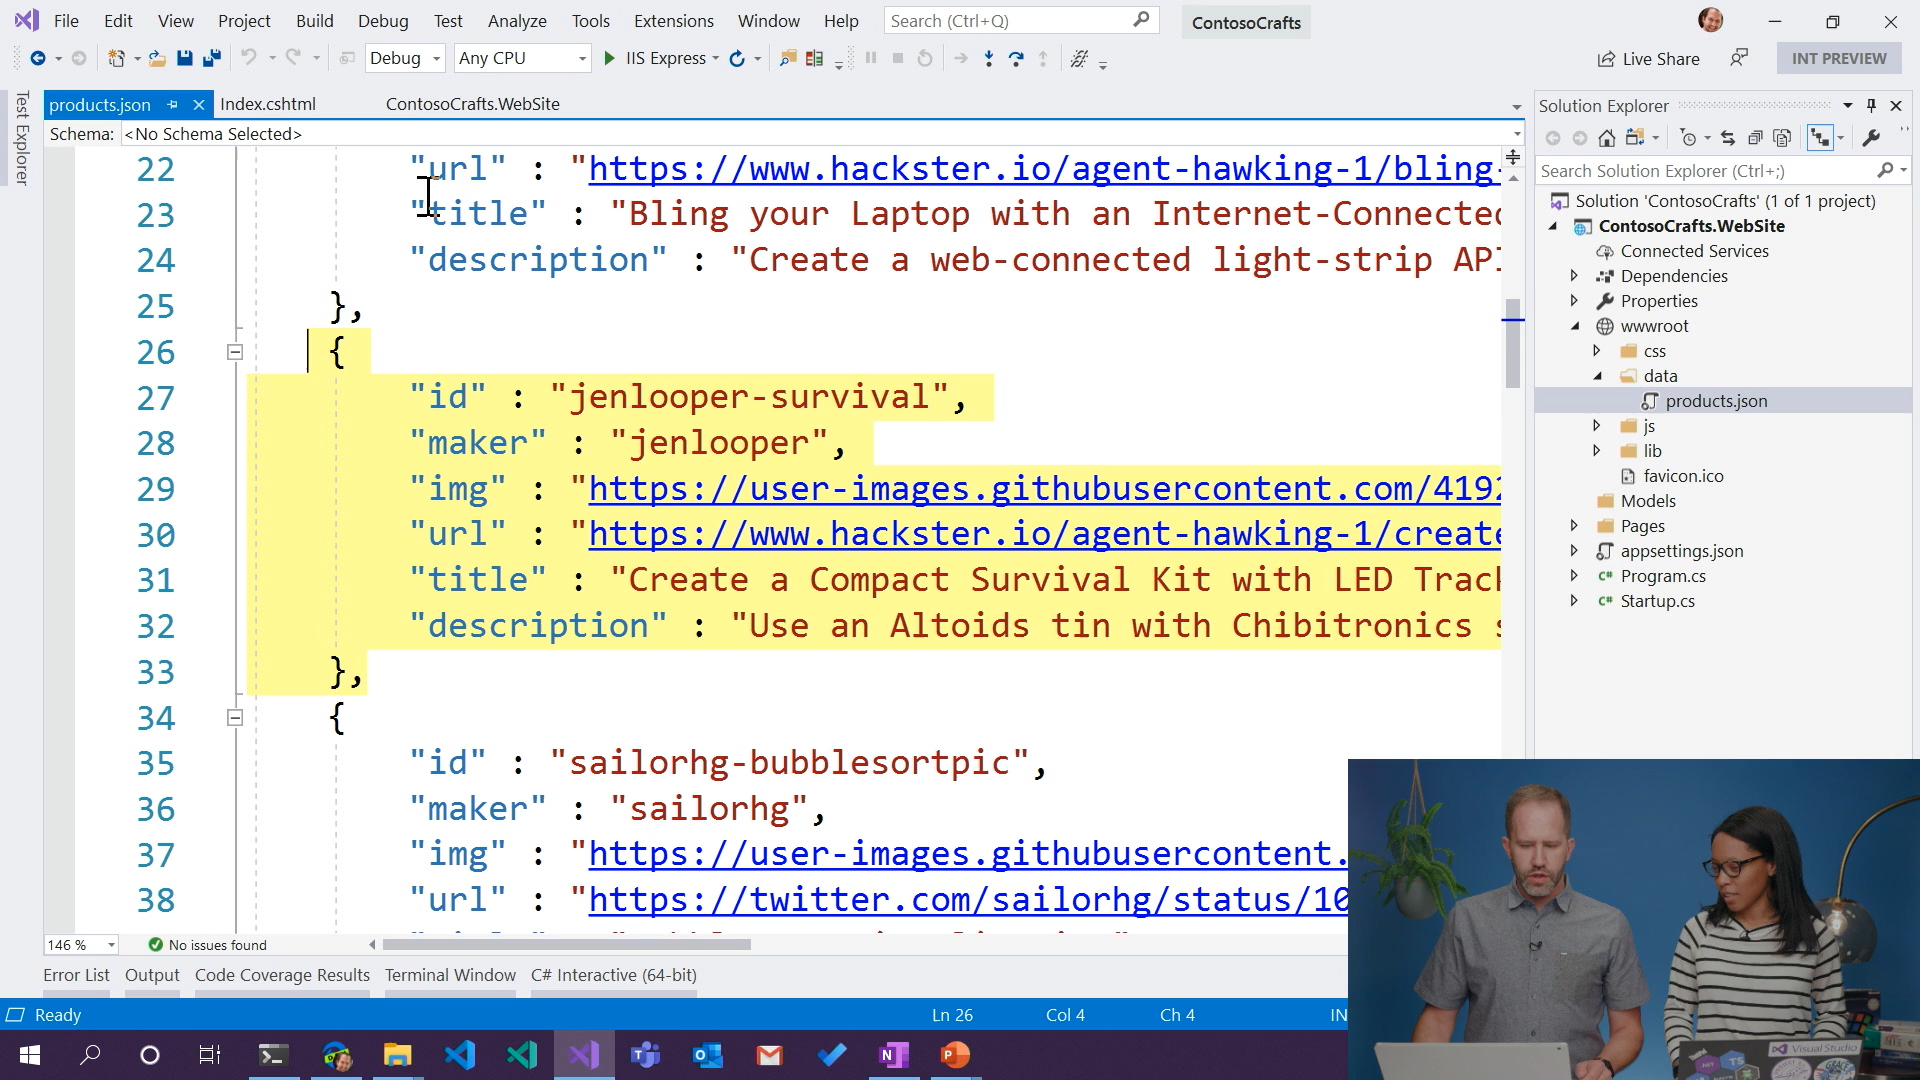 File Edit View Project Build Debug Test Analyze Tools Extensions Window Help Search (Ctrl+Q) ContosoCrafts
Debug Any CPU IIS Express Live Share INT PREVIEW
Test Explorer
products.json Index.cshtml ContosoCrafts.WebSite
Schema: <No Schema Selected>
22 "url" : "https://www.hackster.io/agent-hawking-1/bling-
23 "title" : "Bling your Laptop with an Internet-Connected
24 "description" : "Create a web-connected light-strip API
25 },
26 {
27 "id" : "jenlooper-survival",
28 "maker" : "jenlooper",
29 "img" : "https://user-images.githubusercontent.com/4192
30 "url" : "https://www.hackster.io/agent-hawking-1/create
31 "title" : "Create a Compact Survival Kit with LED Track
32 "description" : "Use an Altoids tin with Chibitronics s
33 },
34 {
35 "id" : "sailorhg-bubblesortpic",
36 "maker" : "sailorhg",
37 "img" : "https://user-images.githubusercontent.
38 "url" : "https://twitter.com/sailorhg/status/10
146 % No issues found
Error List Output Code Coverage Results Terminal Window C# Interactive (64-bit)
Ready Ln 26 Col 4 Ch 4 IN
Solution Explorer
Search Solution Explorer (Ctrl+;)
Solution 'ContosoCrafts' (1 of 1 project)
ContosoCrafts.WebSite
Connected Services
Dependencies
Properties
wwwroot
css
data
products.json
js
lib
favicon.ico
Models
Pages
appsettings.json
C# Program.cs
C# Startup.cs
Visual Studio